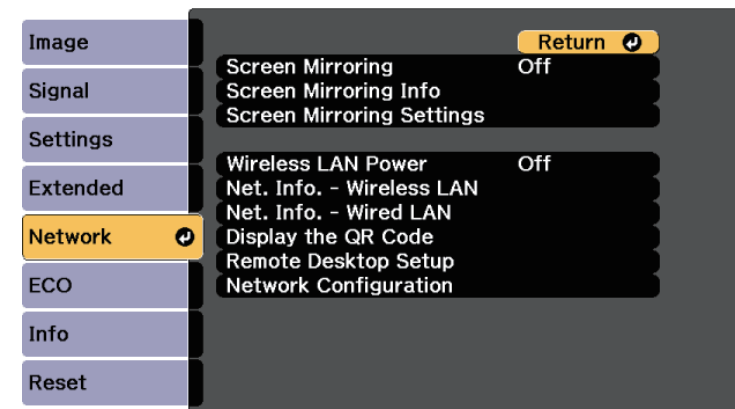 Image
Signal
Settings
Extended
Network
ECO
Info
Reset
Return
Screen Mirroring Off
Screen Mirroring Info
Screen Mirroring Settings
Wireless LAN Power Off
Net. Info. - Wireless LAN
Net. Info. - Wired LAN
Display the QR Code
Remote Desktop Setup
Network Configuration